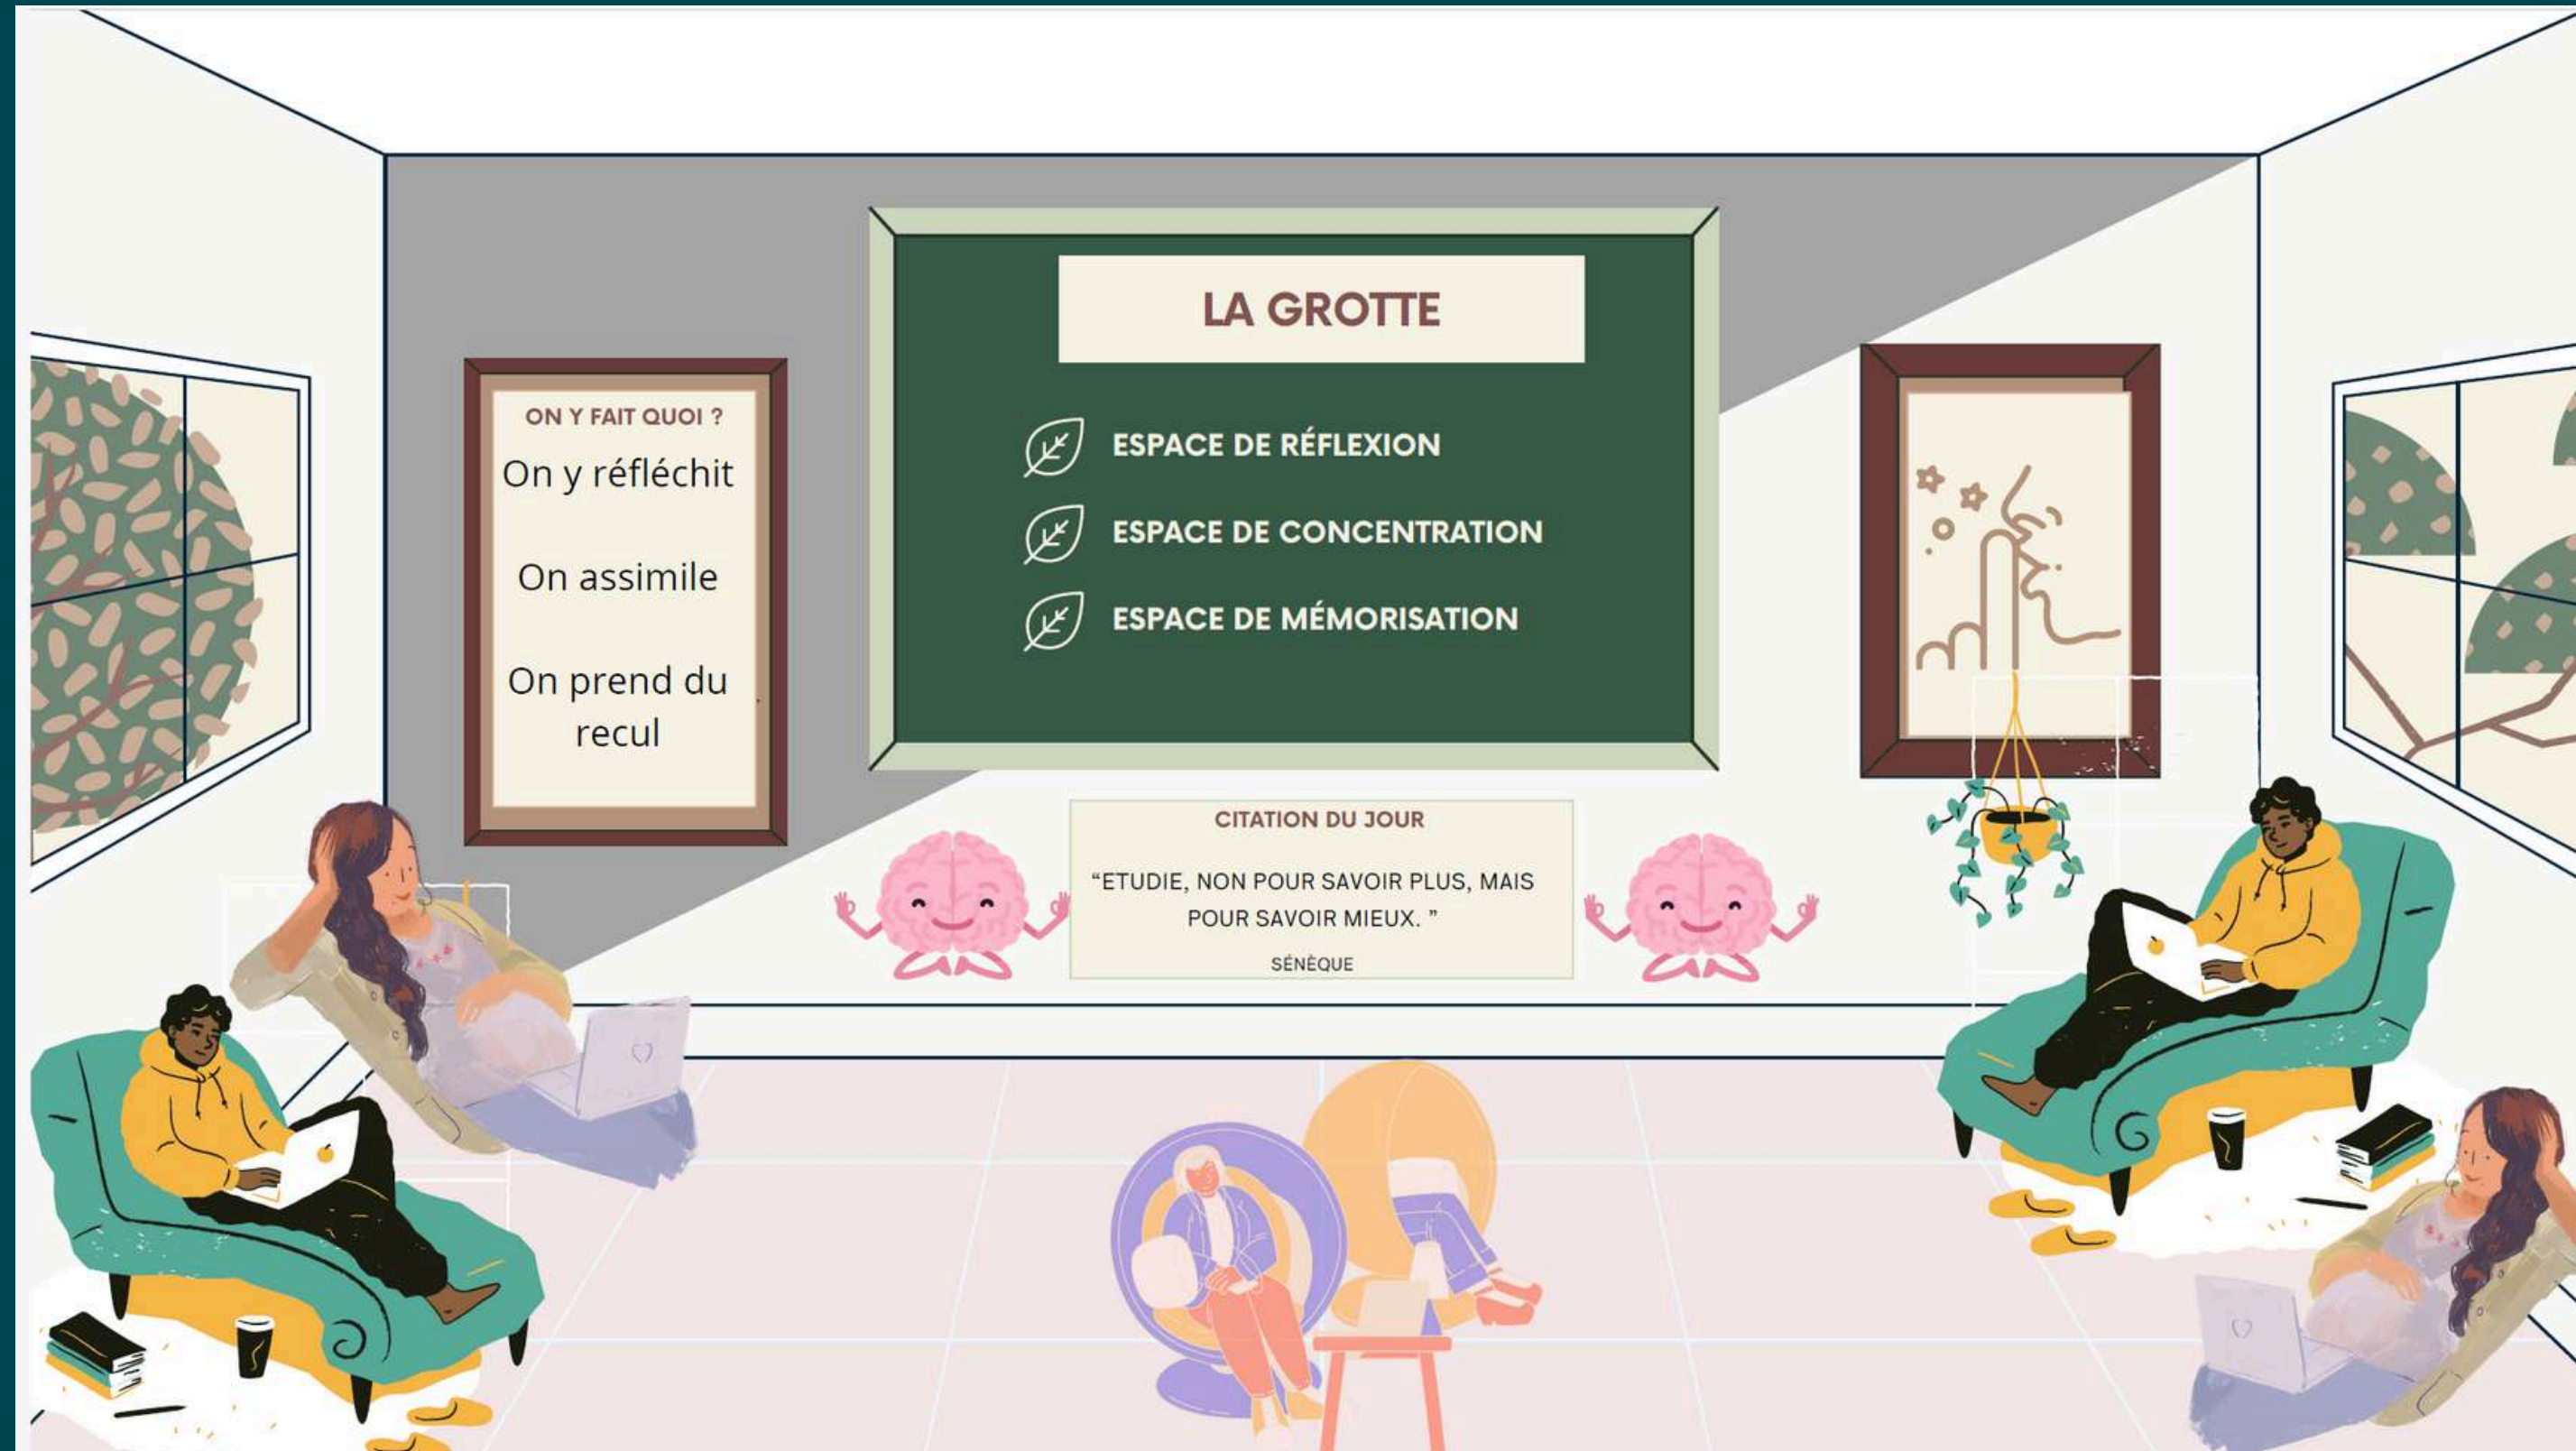 LA GROTTE
ON Y FAIT QUOI ?
On y réfléchit
On assimile
On prend du
recul
ESPACE DE RÉFLEXION
ESPACE DE CONCENTRATION
ESPACE DE MÉMORISATION
CITATION DU JOUR
“ETUDIE, NON POUR SAVOIR PLUS, MAIS
POUR SAVOIR MIEUX. ”
SÉNÈQUE